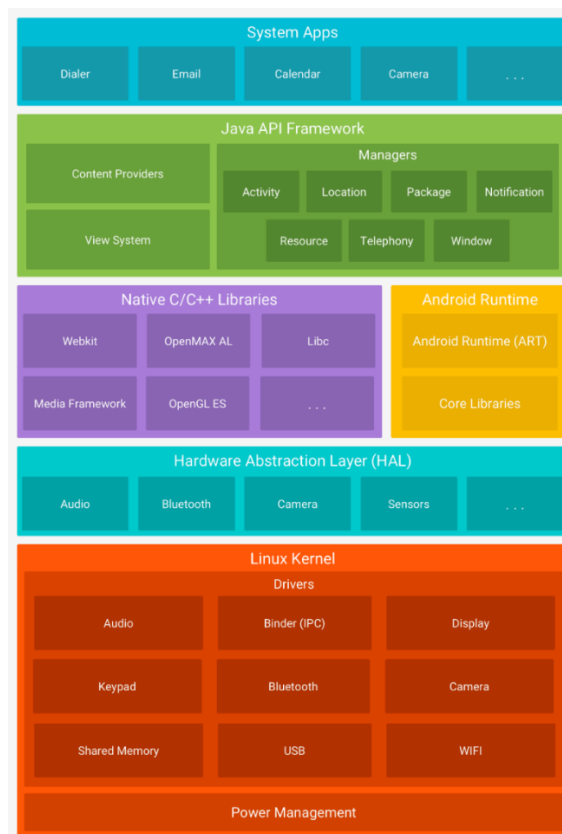 System Apps
Dialer
Email
Calendar
Camera
. . .
Java API Framework
Content Providers
View System
Managers
Activity
Location
Package
Notification
Resource
Telephony
Window
Native C/C++ Libraries
Webkit
OpenMAX AL
Libc
Media Framework
OpenGL ES
. . .
Android Runtime
Android Runtime (ART)
Core Libraries
Hardware Abstraction Layer (HAL)
Audio
Bluetooth
Camera
Sensors
. . .
Linux Kernel
Drivers
Audio
Binder (IPC)
Display
Keypad
Bluetooth
Camera
Shared Memory
USB
WIFI
Power Management